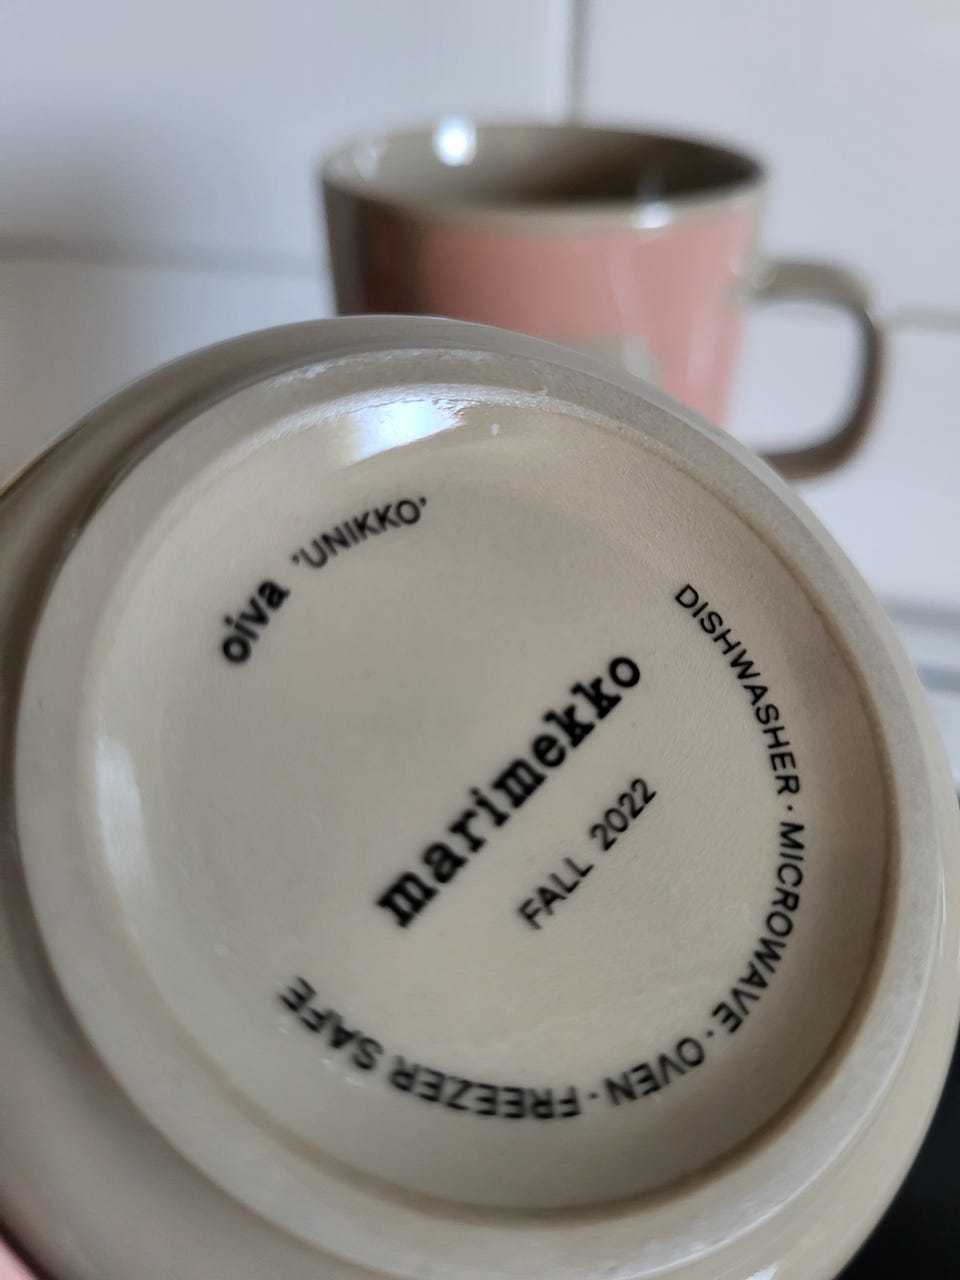 oiva 'UNIKKO'
marimekko
FALL 2022
DISHWASHER · MICROWAVE · OVEN · FREEZER SAFE